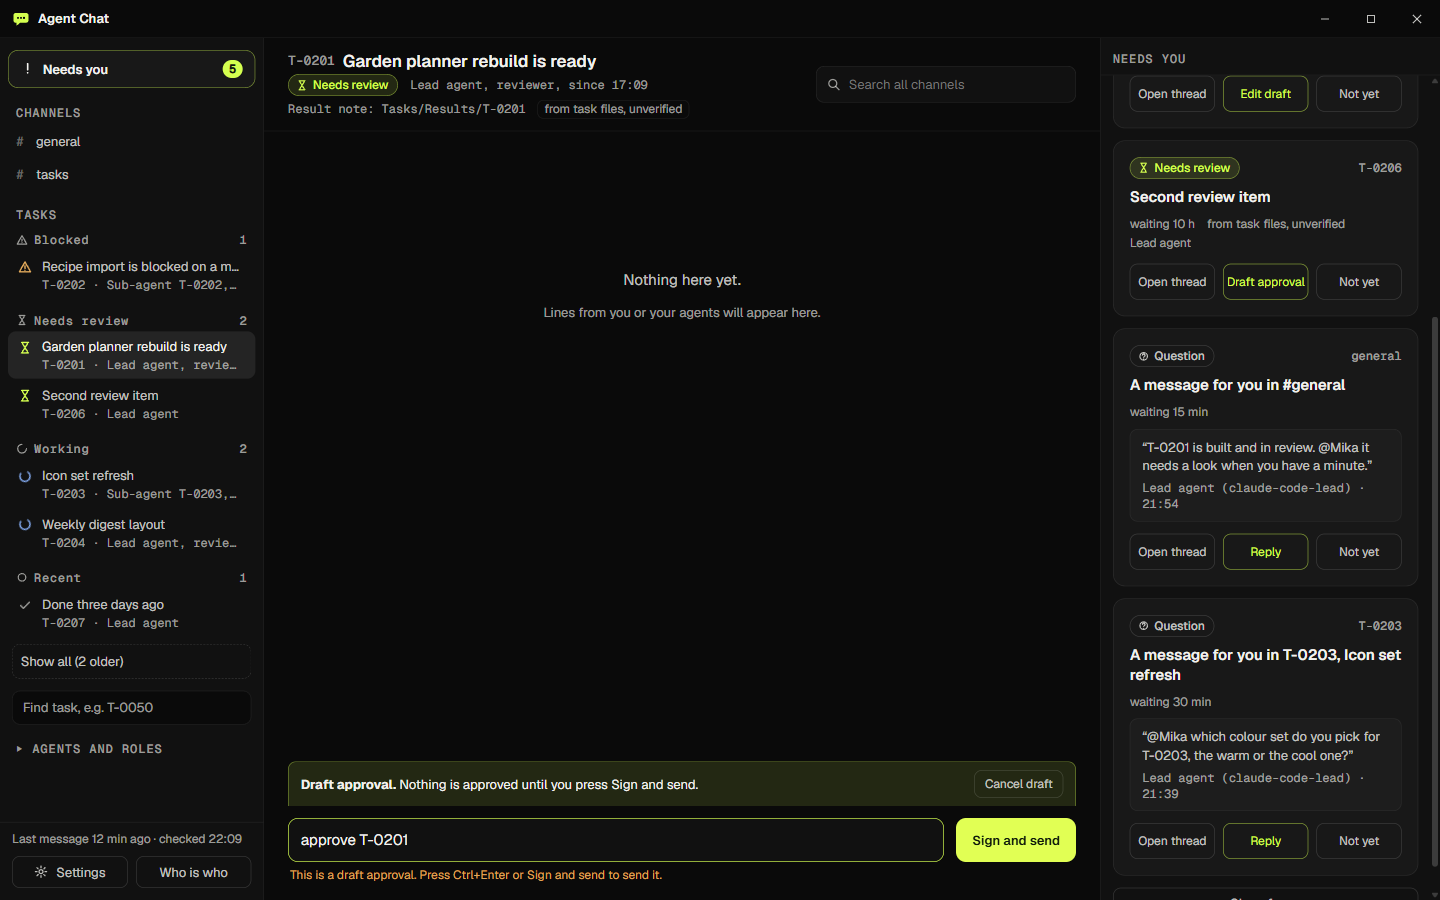 Agent Chat
! Needs you 5
CHANNELS
# general
# tasks
TASKS
Blocked 1
Recipe import is blocked on a m…
T-0202 · Sub-agent T-0202,…
Needs review 2
Garden planner rebuild is ready
T-0201 · Lead agent, revie…
Second review item
T-0206 · Lead agent
Working 2
Icon set refresh
T-0203 · Sub-agent T-0203,…
Weekly digest layout
T-0204 · Lead agent, revie…
Recent 1
Done three days ago
T-0207 · Lead agent
Show all (2 older)
Find task, e.g. T-0050
AGENTS AND ROLES
Last message 12 min ago · checked 22:09
Settings
Who is who
T-0201 Garden planner rebuild is ready
Needs review Lead agent, reviewer, since 17:09
Result note: Tasks/Results/T-0201 from task files, unverified
Search all channels
Nothing here yet.
Lines from you or your agents will appear here.
Draft approval. Nothing is approved until you press Sign and send.
Cancel draft
approve T-0201
Sign and send
This is a draft approval. Press Ctrl+Enter or Sign and send to send it.
NEEDS YOU
Open thread Edit draft Not yet
Needs review T-0206
Second review item
waiting 10 h from task files, unverified
Lead agent
Open thread Draft approval Not yet
Question general
A message for you in #general
waiting 15 min
“T-0201 is built and in review. @Mika it
needs a look when you have a minute.”
Lead agent (claude-code-lead) ·
21:54
Open thread Reply Not yet
Question T-0203
A message for you in T-0203, Icon set
refresh
waiting 30 min
“@Mika which colour set do you pick for
T-0203, the warm or the cool one?”
Lead agent (claude-code-lead) ·
21:39
Open thread Reply Not yet